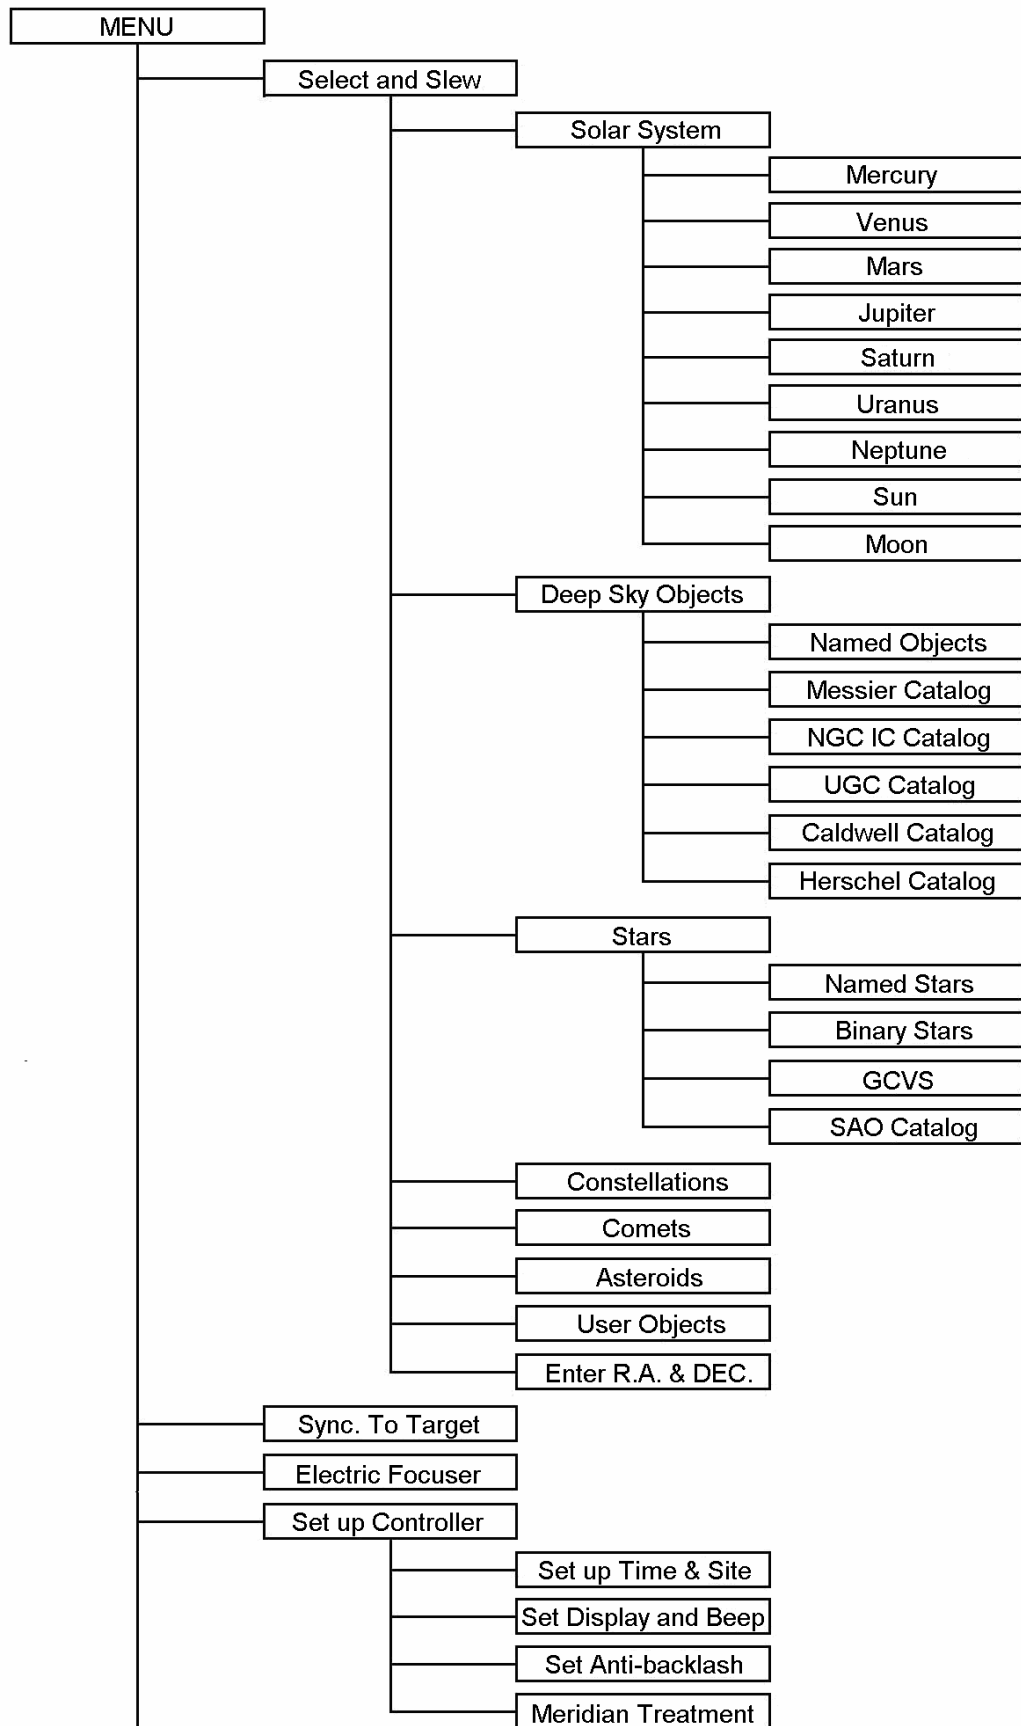 MENU
Select and Slew
Solar System
Mercury
Venus
Mars
Jupiter
Saturn
Uranus
Neptune
Sun
Moon
Deep Sky Objects
Named Objects
Messier Catalog
NGC IC Catalog
UGC Catalog
Caldwell Catalog
Herschel Catalog
Stars
Named Stars
Binary Stars
GCVS
SAO Catalog
Constellations
Comets
Asteroids
User Objects
Enter R.A. & DEC.
Sync. To Target
Electric Focuser
Set up Controller
Set up Time & Site
Set Display and Beep
Set Anti-backlash
Meridian Treatment